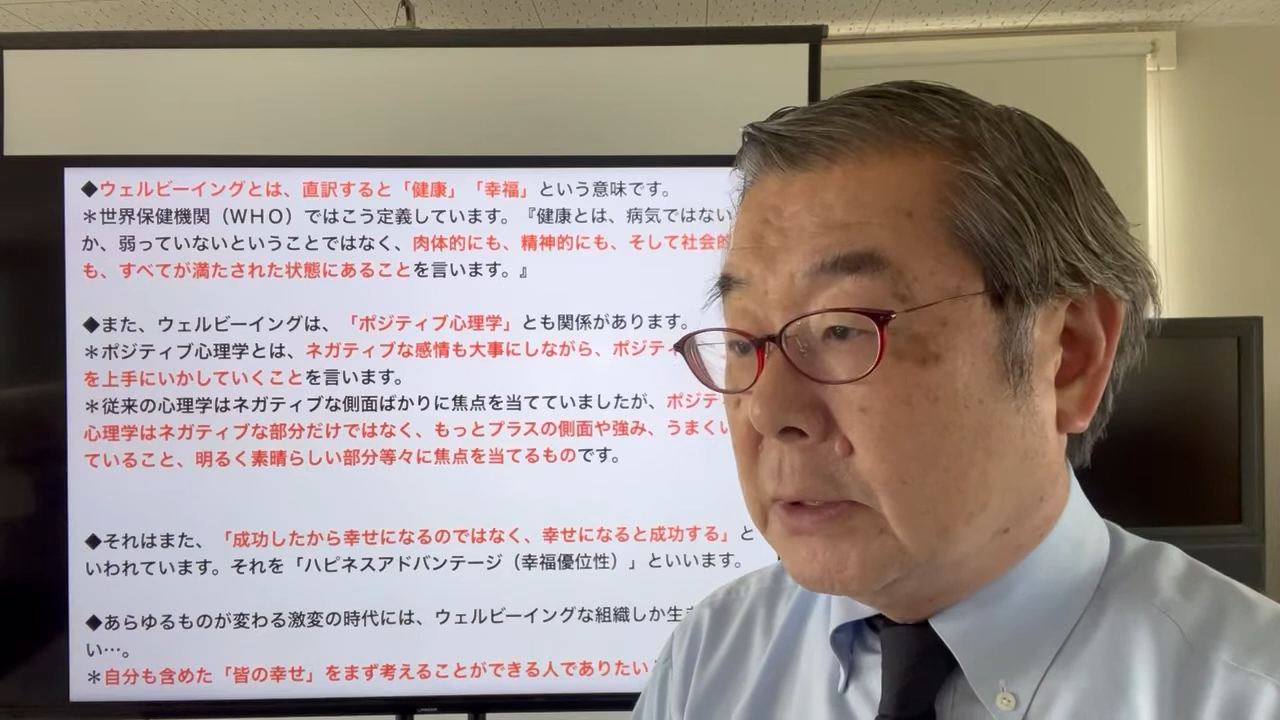 ◆ウェルビーイングとは、直訳すると「健康」「幸福」という意味です。
＊世界保健機関（ＷＨＯ）ではこう定義しています。『健康とは、病気ではない
か、弱っていないということではなく、肉体的にも、精神的にも、そして社会的
も、すべてが満たされた状態にあることを言います。』
◆また、ウェルビーイングは、「ポジティブ心理学」とも関係があります。
＊ポジティブ心理学とは、ネガティブな感情も大事にしながら、ポジティ
を上手にいかしていくことを言います。
＊従来の心理学はネガティブな側面ばかりに焦点を当てていましたが、ポジテ
心理学はネガティブな部分だけではなく、もっとプラスの側面や強み、うまくい
ていること、明るく素晴らしい部分等々に焦点を当てるものです。
◆それはまた、「成功したから幸せになるのではなく、幸せになると成功する」と
いわれています。それを「ハピネスアドバンテージ（幸福優位性）」といいます。
◆あらゆるものが変わる激変の時代には、ウェルビーイングな組織しか生き
い…。
＊自分も含めた「皆の幸せ」をまず考えることができる人でありたい